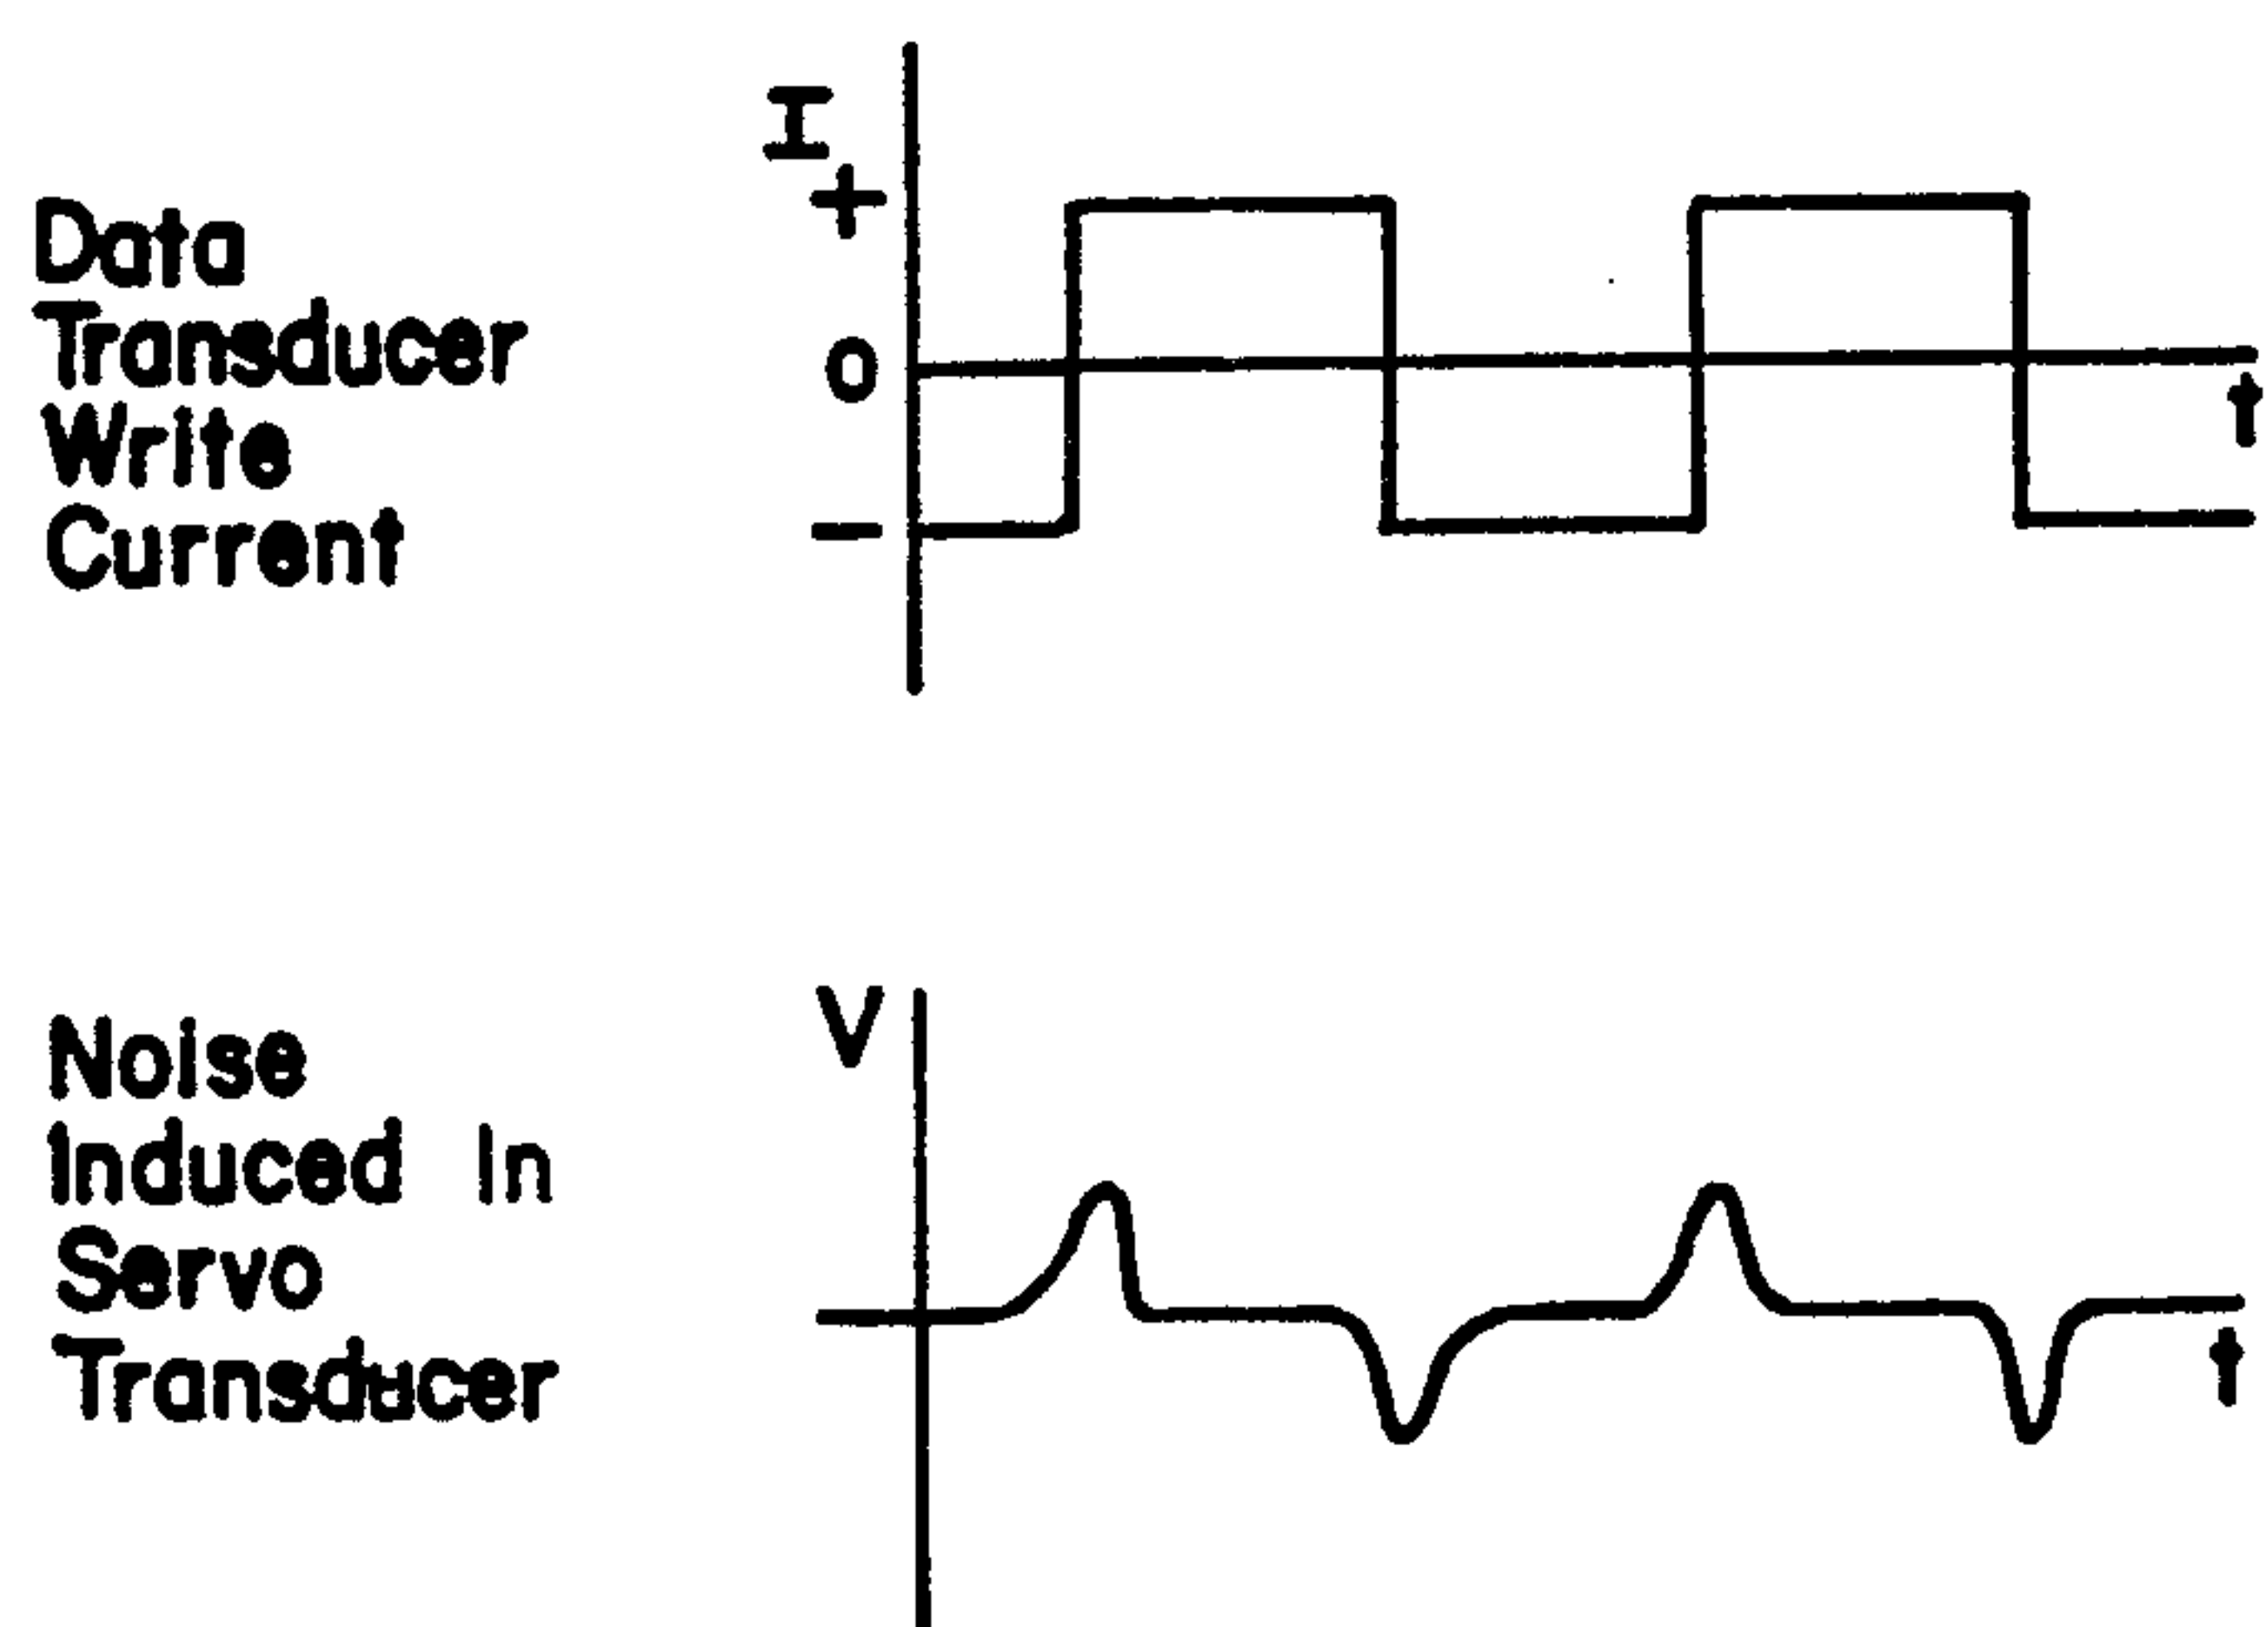 Data
Transducer
Write
Current
I
+
0
-
t
Noise
Induced In
Servo
Transducer
V
t